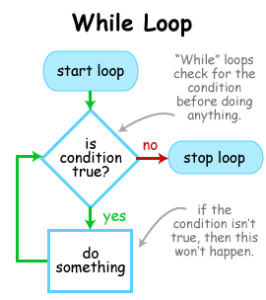 While Loop
start loop
"While" loops
check for the
condition
before doing
anything.
is
condition
true?
no
stop loop
yes
do
something
if the
condition isn't
true, then this
won't happen.